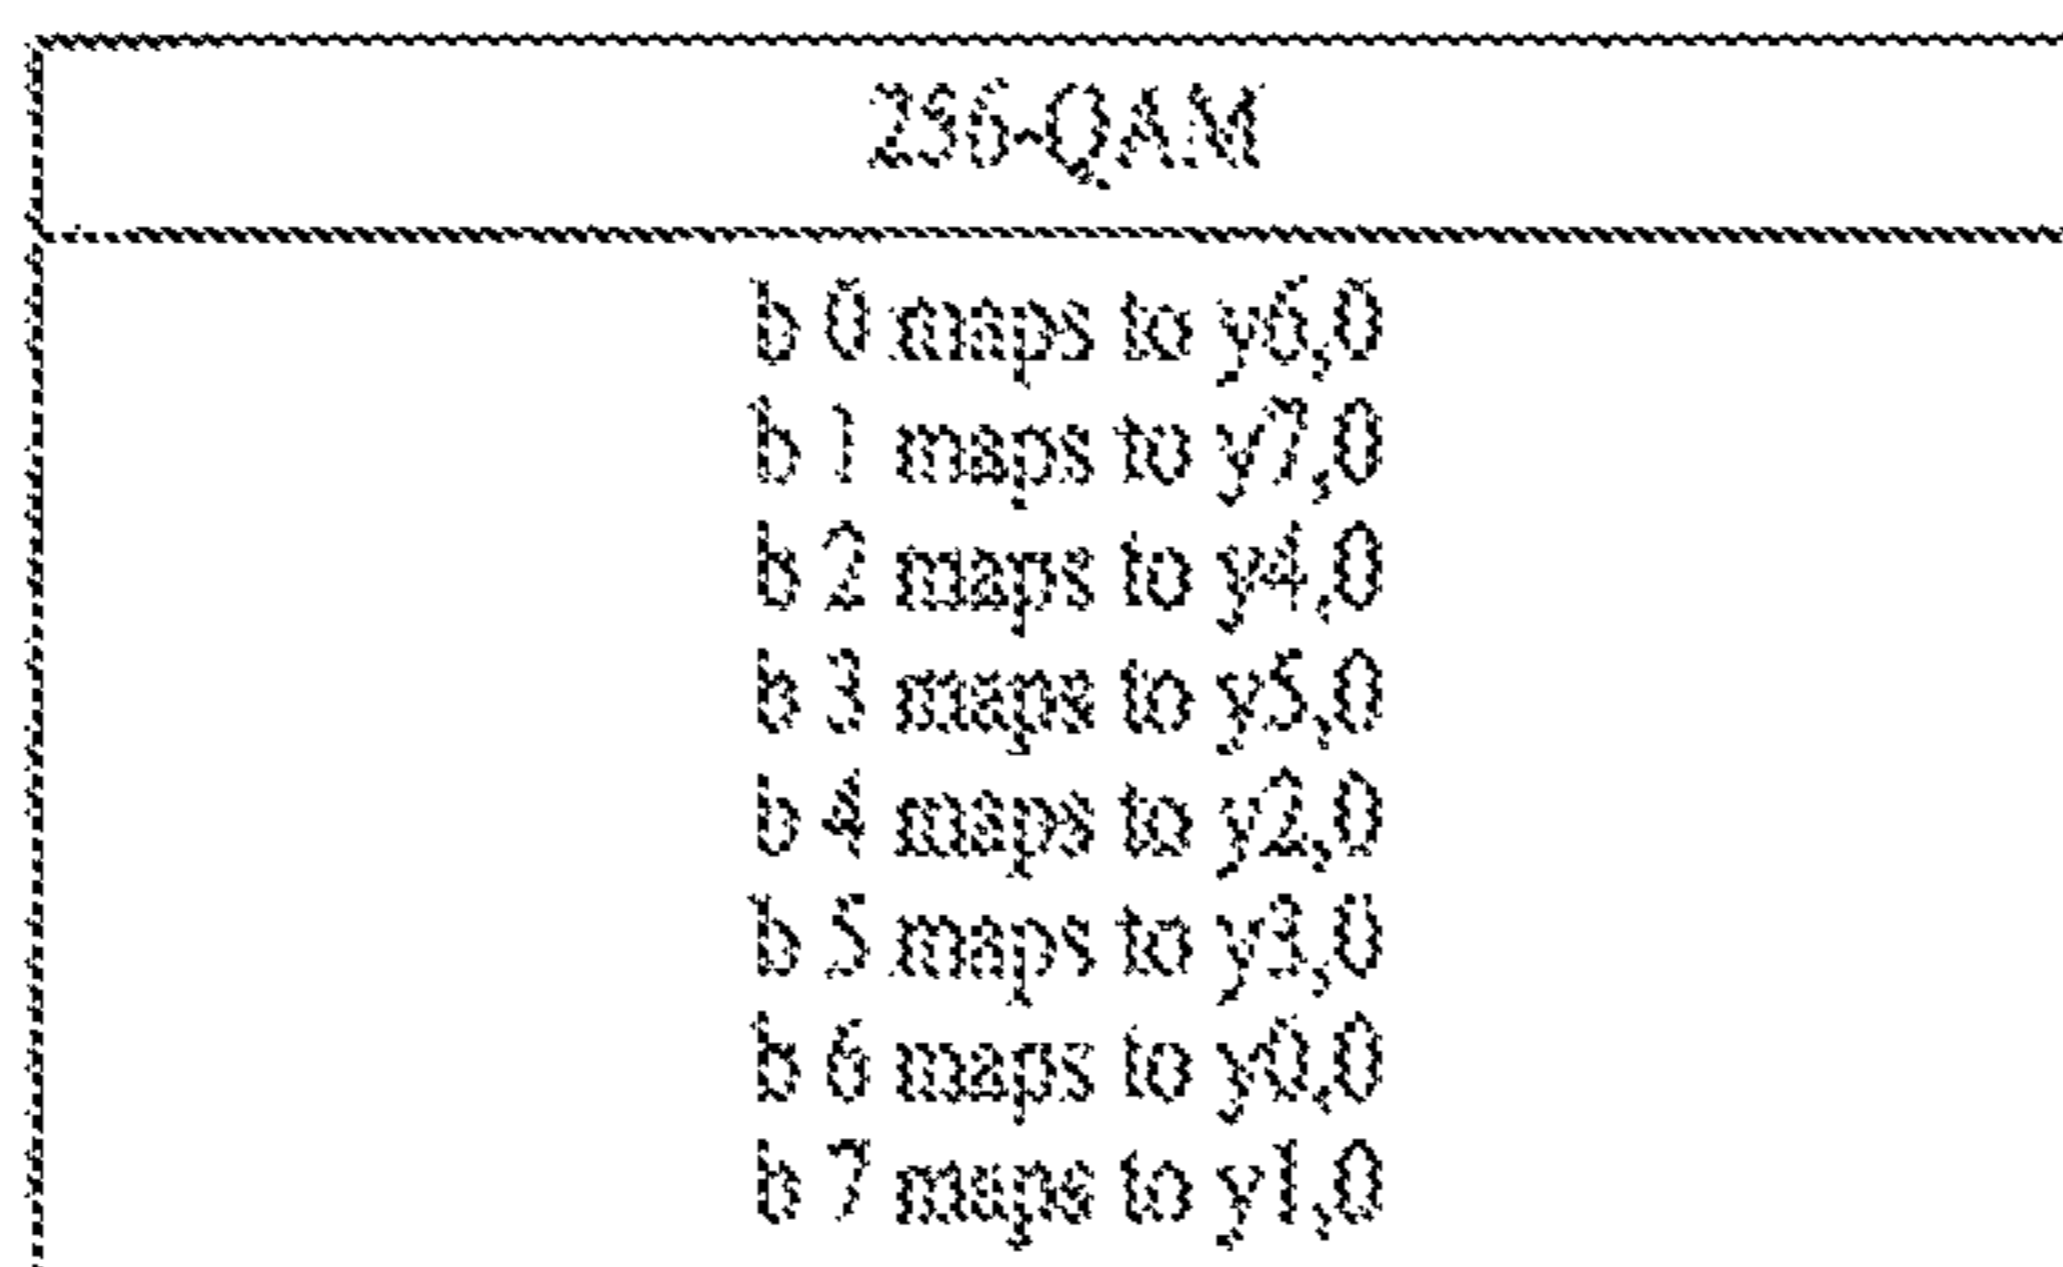 256-QAM
b 0 maps to y6,0
b 1 maps to y7,0
b 2 maps to y4,0
b 3 maps to y5,0
b 4 maps to y2,0
b 5 maps to y3,0
b 6 maps to y0,0
b 7 maps to y1,0